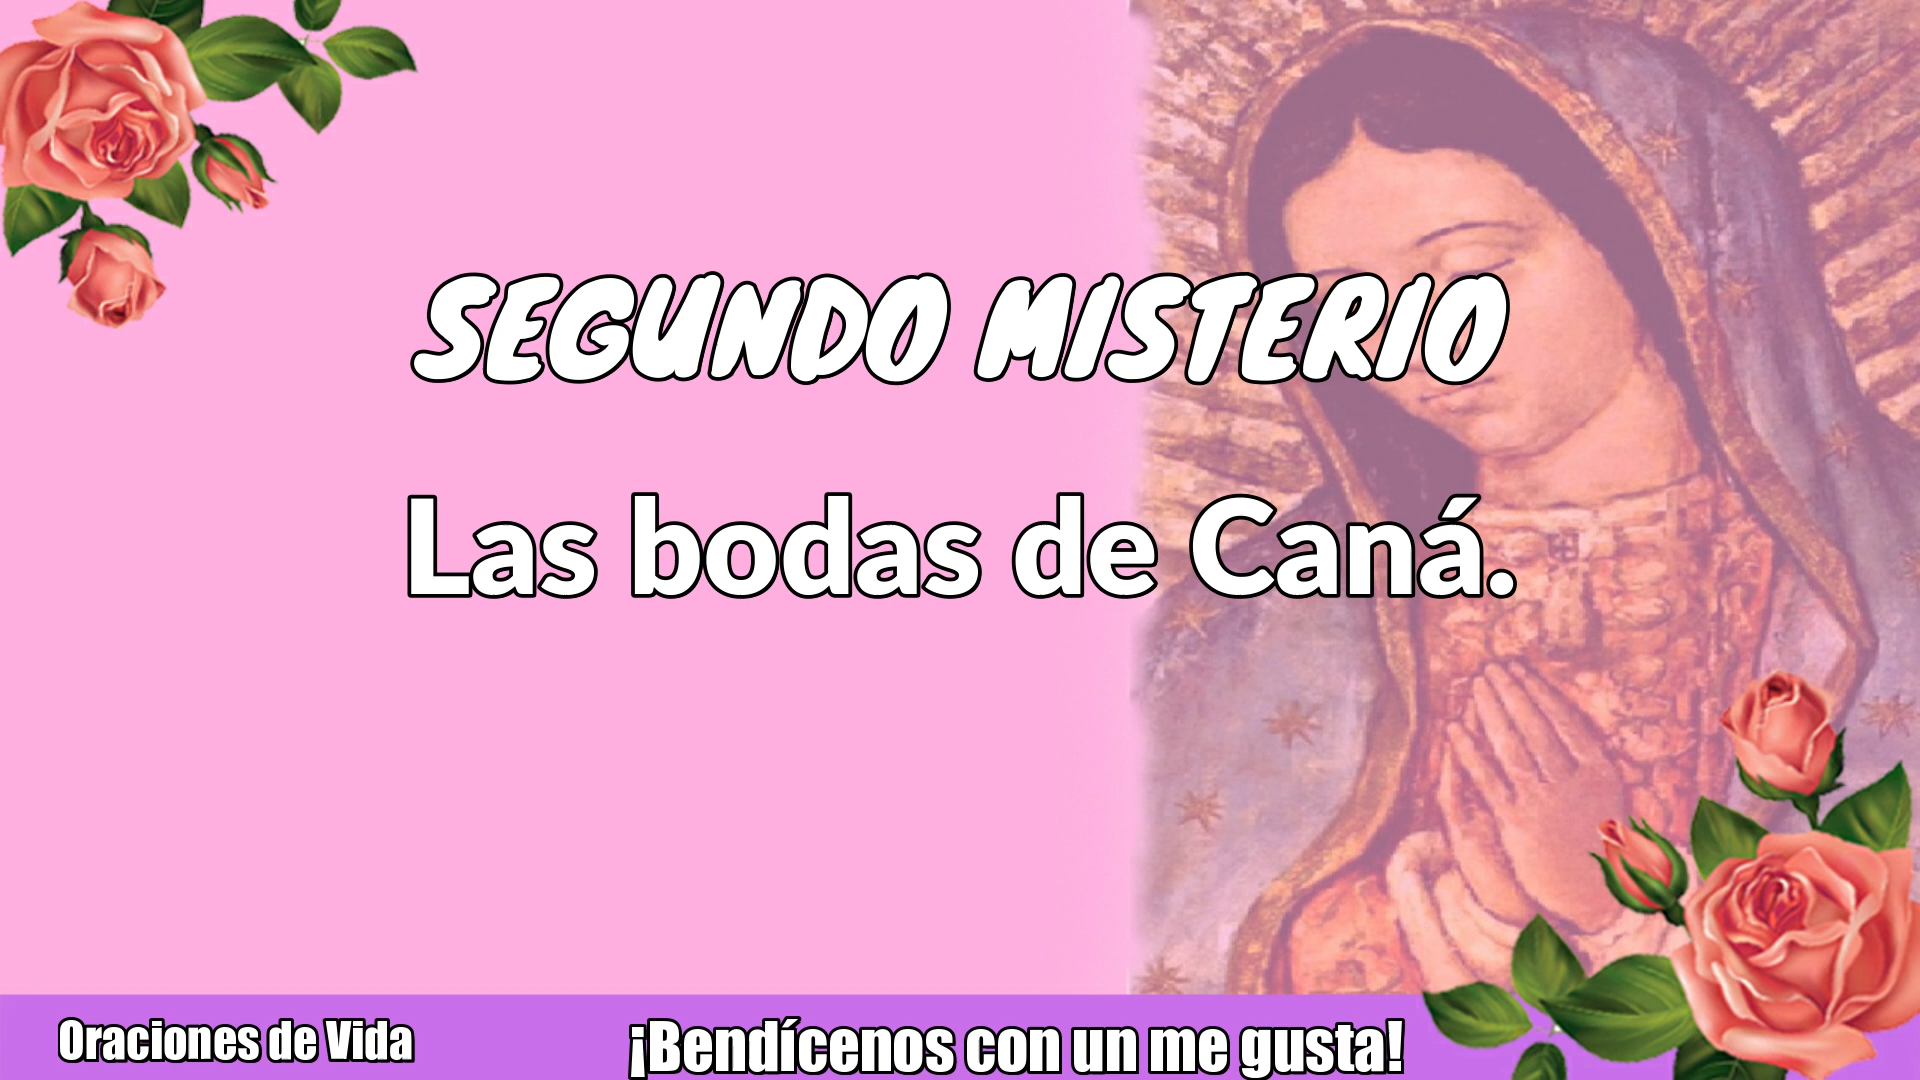 SEGUNDO MISTERIO
Las bodas de Caná.
Oraciones de Vida
¡Bendícenos con un me gusta!